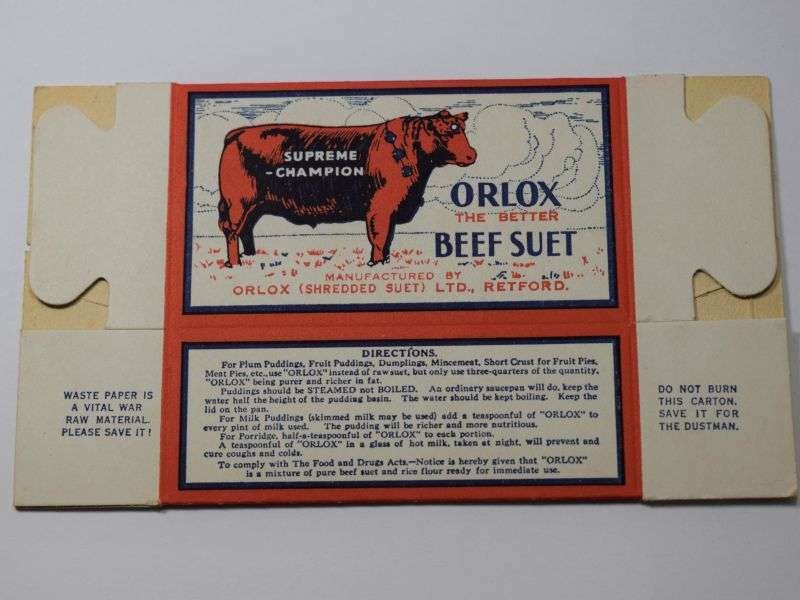 SUPREME
-CHAMPION
ORLOX
THE BETTER
BEEF SUET
MANUFACTURED BY
ORLOX (SHREDDED SUET) LTD., RETFORD.
DIRECTIONS.
For Plum Puddings, Fruit Puddings, Dumplings, Mincement, Short Crust for Fruit Pies,
Meat Pies, etc., use "ORLOX" instead of raw suet, but only use three-quarters of the quantity,
"ORLOX" being purer and richer in fat.
Puddings should be STEAMED not BOILED. An ordinary saucepan will do, keep the
water half the height of the pudding basin. The water should be kept boiling. Keep the
lid on the pan.
For Milk Puddings (skimmed milk may be used) add a teaspoonful of "ORLOX" to
every pint of milk used. The pudding will be richer and more nutritious.
For Porridge, half-a-teaspoonful of "ORLOX" to each portion.
A teaspoonful of "ORLOX" in a glass of hot milk, taken at night, will prevent and
cure coughs and colds.
To comply with The Food and Drugs Acts.—Notice is hereby given that "ORLOX"
is a mixture of pure beef suet and rice flour ready for immediate use.
WASTE PAPER IS
A VITAL WAR
RAW MATERIAL.
PLEASE SAVE IT!
DO NOT BURN
THIS CARTON.
SAVE IT FOR
THE DUSTMAN.